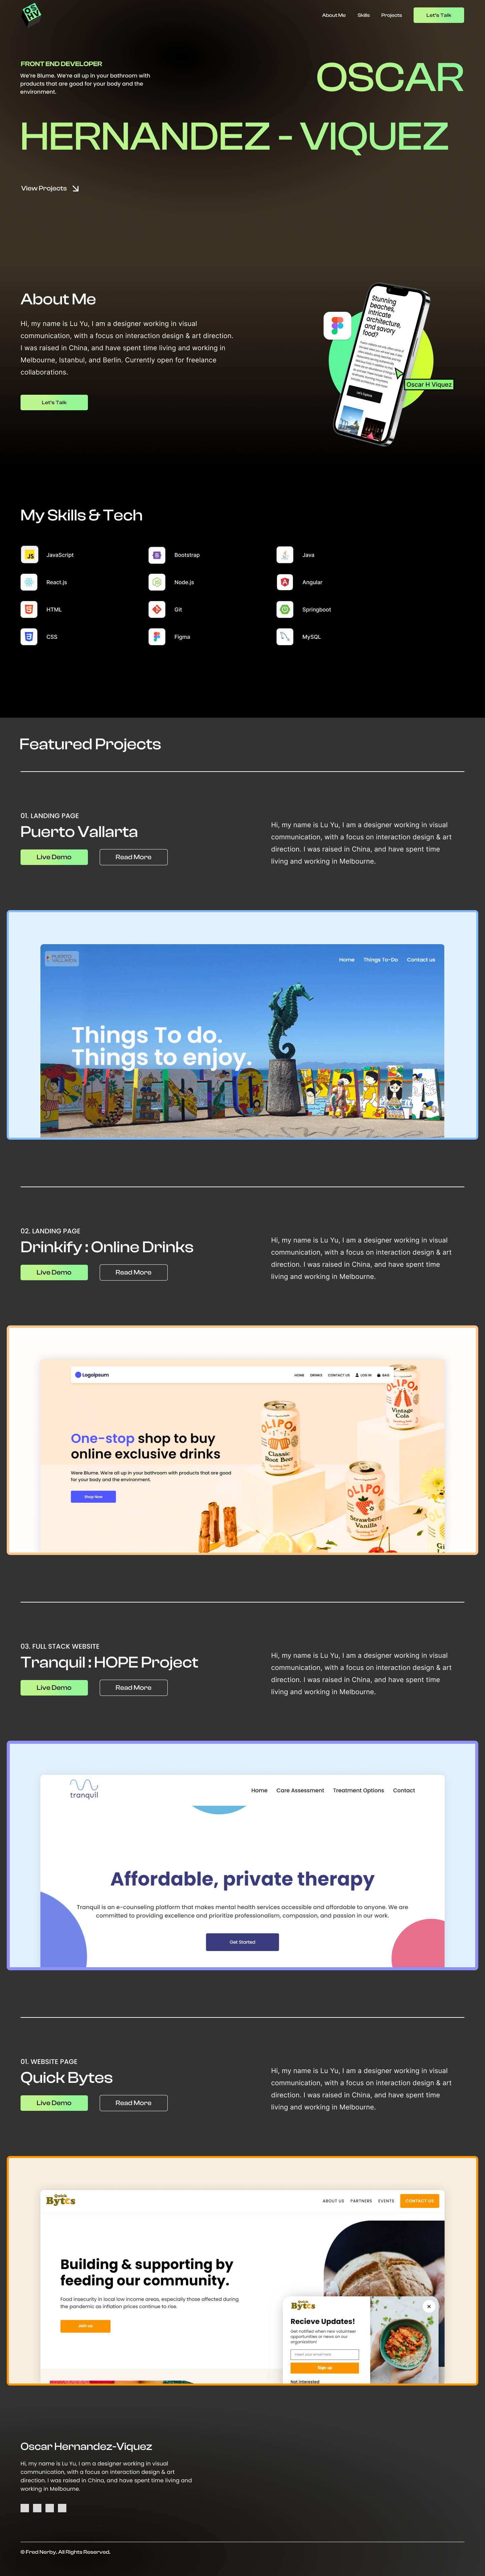 About Me
Skills
Projects
Let's Talk
FRONT END DEVELOPER
We're Blume. We're all up in your bathroom with
products that are good for your body and the
environment.
OSCAR
HERNANDEZ - VIQUEZ
View Projects
About Me
Hi, my name is Lu Yu, I am a designer working in visual
communication, with a focus on interaction design & art direction.
I was raised in China, and have spent time living and working in
Melbourne, Istanbul, and Berlin. Currently open for freelance
collaborations.
Let's Talk
Stunning
beaches,
intricate
architecture,
and savory
food?
Oscar H Viquez
My Skills & Tech
JavaScript
Bootstrap
Java
React.js
Node.js
Angular
HTML
Git
Springboot
CSS
Figma
MySQL
Featured Projects
01. LANDING PAGE
Puerto Vallarta
Live Demo
Read More
Hi, my name is Lu Yu, I am a designer working in visual
communication, with a focus on interaction design & art
direction. I was raised in China, and have spent time
living and working in Melbourne.
PUERTO
VALLARTA
Home
Things To-Do
Contact us
Things To do.
Things to enjoy.
02. LANDING PAGE
Drinkify : Online Drinks
Live Demo
Read More
Hi, my name is Lu Yu, I am a designer working in visual
communication, with a focus on interaction design & art
direction. I was raised in China, and have spent time
living and working in Melbourne.
Logoipsum
HOME
DRINKS
CONTACT US
LOG IN
BAG
One-stop shop to buy
online exclusive drinks
Were Blume. We're all up in your bathroom with products that are good
for your body and the environment.
Shop Now
OLIPOP
Vintage
Cola
OLIPOP
Classic
Root Beer
OLIPOP
Strawberry
Vanilla
03. FULL STACK WEBSITE
Tranquil : HOPE Project
Live Demo
Read More
Hi, my name is Lu Yu, I am a designer working in visual
communication, with a focus on interaction design & art
direction. I was raised in China, and have spent time
living and working in Melbourne.
tranquil
Home
Care Assessment
Treatment Options
Contact
Affordable, private therapy
Tranquil is an e-counseling platform that makes mental health services accessible and affordable to anyone. We are
committed to providing excellence and prioritize professionalism, compassion, and passion in our work.
Get Started
01. WEBSITE PAGE
Quick Bytes
Live Demo
Read More
Hi, my name is Lu Yu, I am a designer working in visual
communication, with a focus on interaction design & art
direction. I was raised in China, and have spent time
living and working in Melbourne.
Quick
Bytes
ABOUT US
PARTNERS
EVENTS
CONTACT US
Building & supporting by
feeding our community.
Food insecurity in local low income areas, especially those affected during
the pandemic as inflation prices continue to rise.
Join us
Quick
Bytes
Recieve Updates!
Get notified when new volunteer
opportunities or news on our
organization!
insert your email here
Sign up
Not interested
Oscar Hernandez-Viquez
Hi, my name is Lu Yu, I am a designer working in visual
communication, with a focus on interaction design & art
direction. I was raised in China, and have spent time living and
working in Melbourne.
© Fred Nerby. All Rights Reserved.